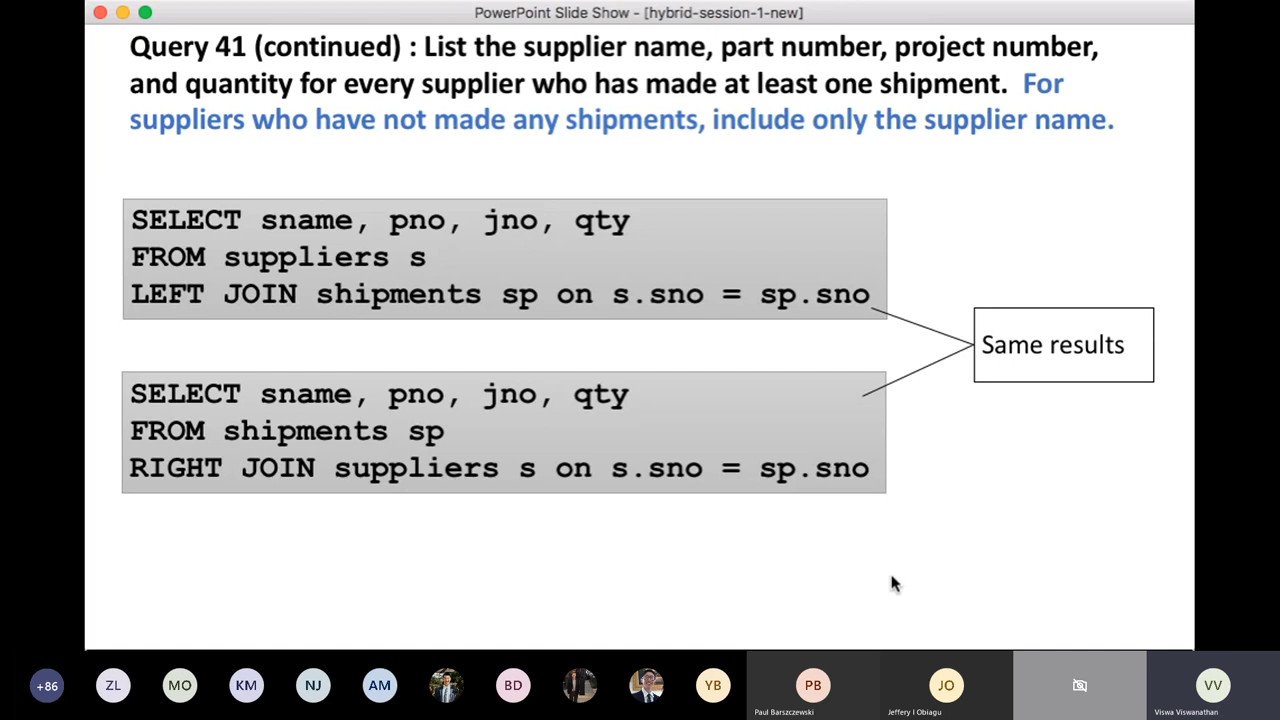 PowerPoint Slide Show - [hybrid-session-1-new]
Query 41 (continued) : List the supplier name, part number, project number,
and quantity for every supplier who has made at least one shipment. For
suppliers who have not made any shipments, include only the supplier name.
SELECT sname, pno, jno, qty
FROM suppliers s
LEFT JOIN shipments sp on s.sno = sp.sno
Same results
SELECT sname, pno, jno, qty
FROM shipments sp
RIGHT JOIN suppliers s on s.sno = sp.sno
+86 ZL MO KM NJ AM BD YB PB JO VV
Paul Barszczewski Jeffery I Obiagu Viswa Viswanathan